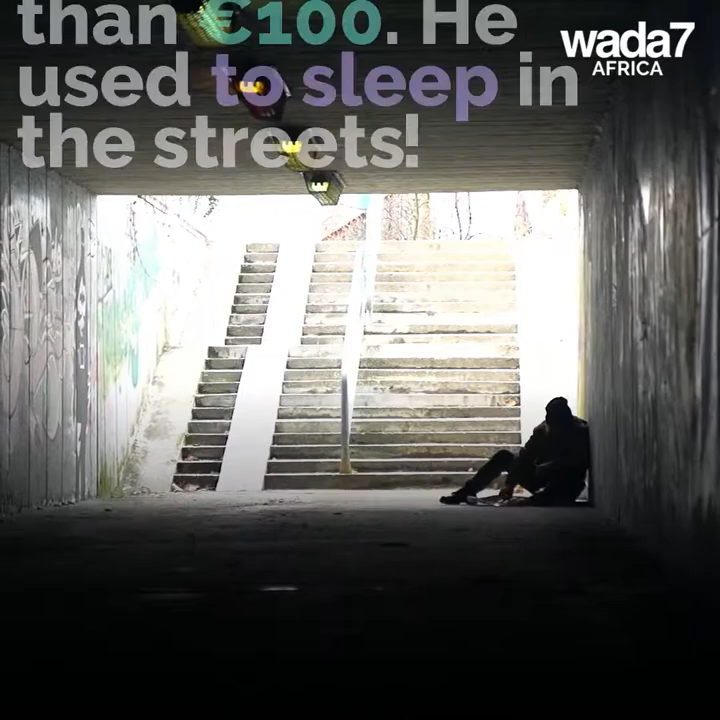 than €100. He
used to sleep in
the streets!
wada7
AFRICA